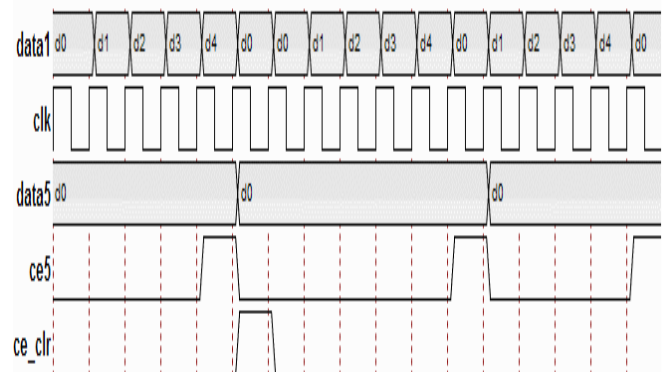 data1 d0 d1 d2 d3 d4 d0 d0 d1 d2 d3 d4 d0 d1 d2 d3 d4 d0
clk
data5 d0 d0 d0
ce5
ce_clr